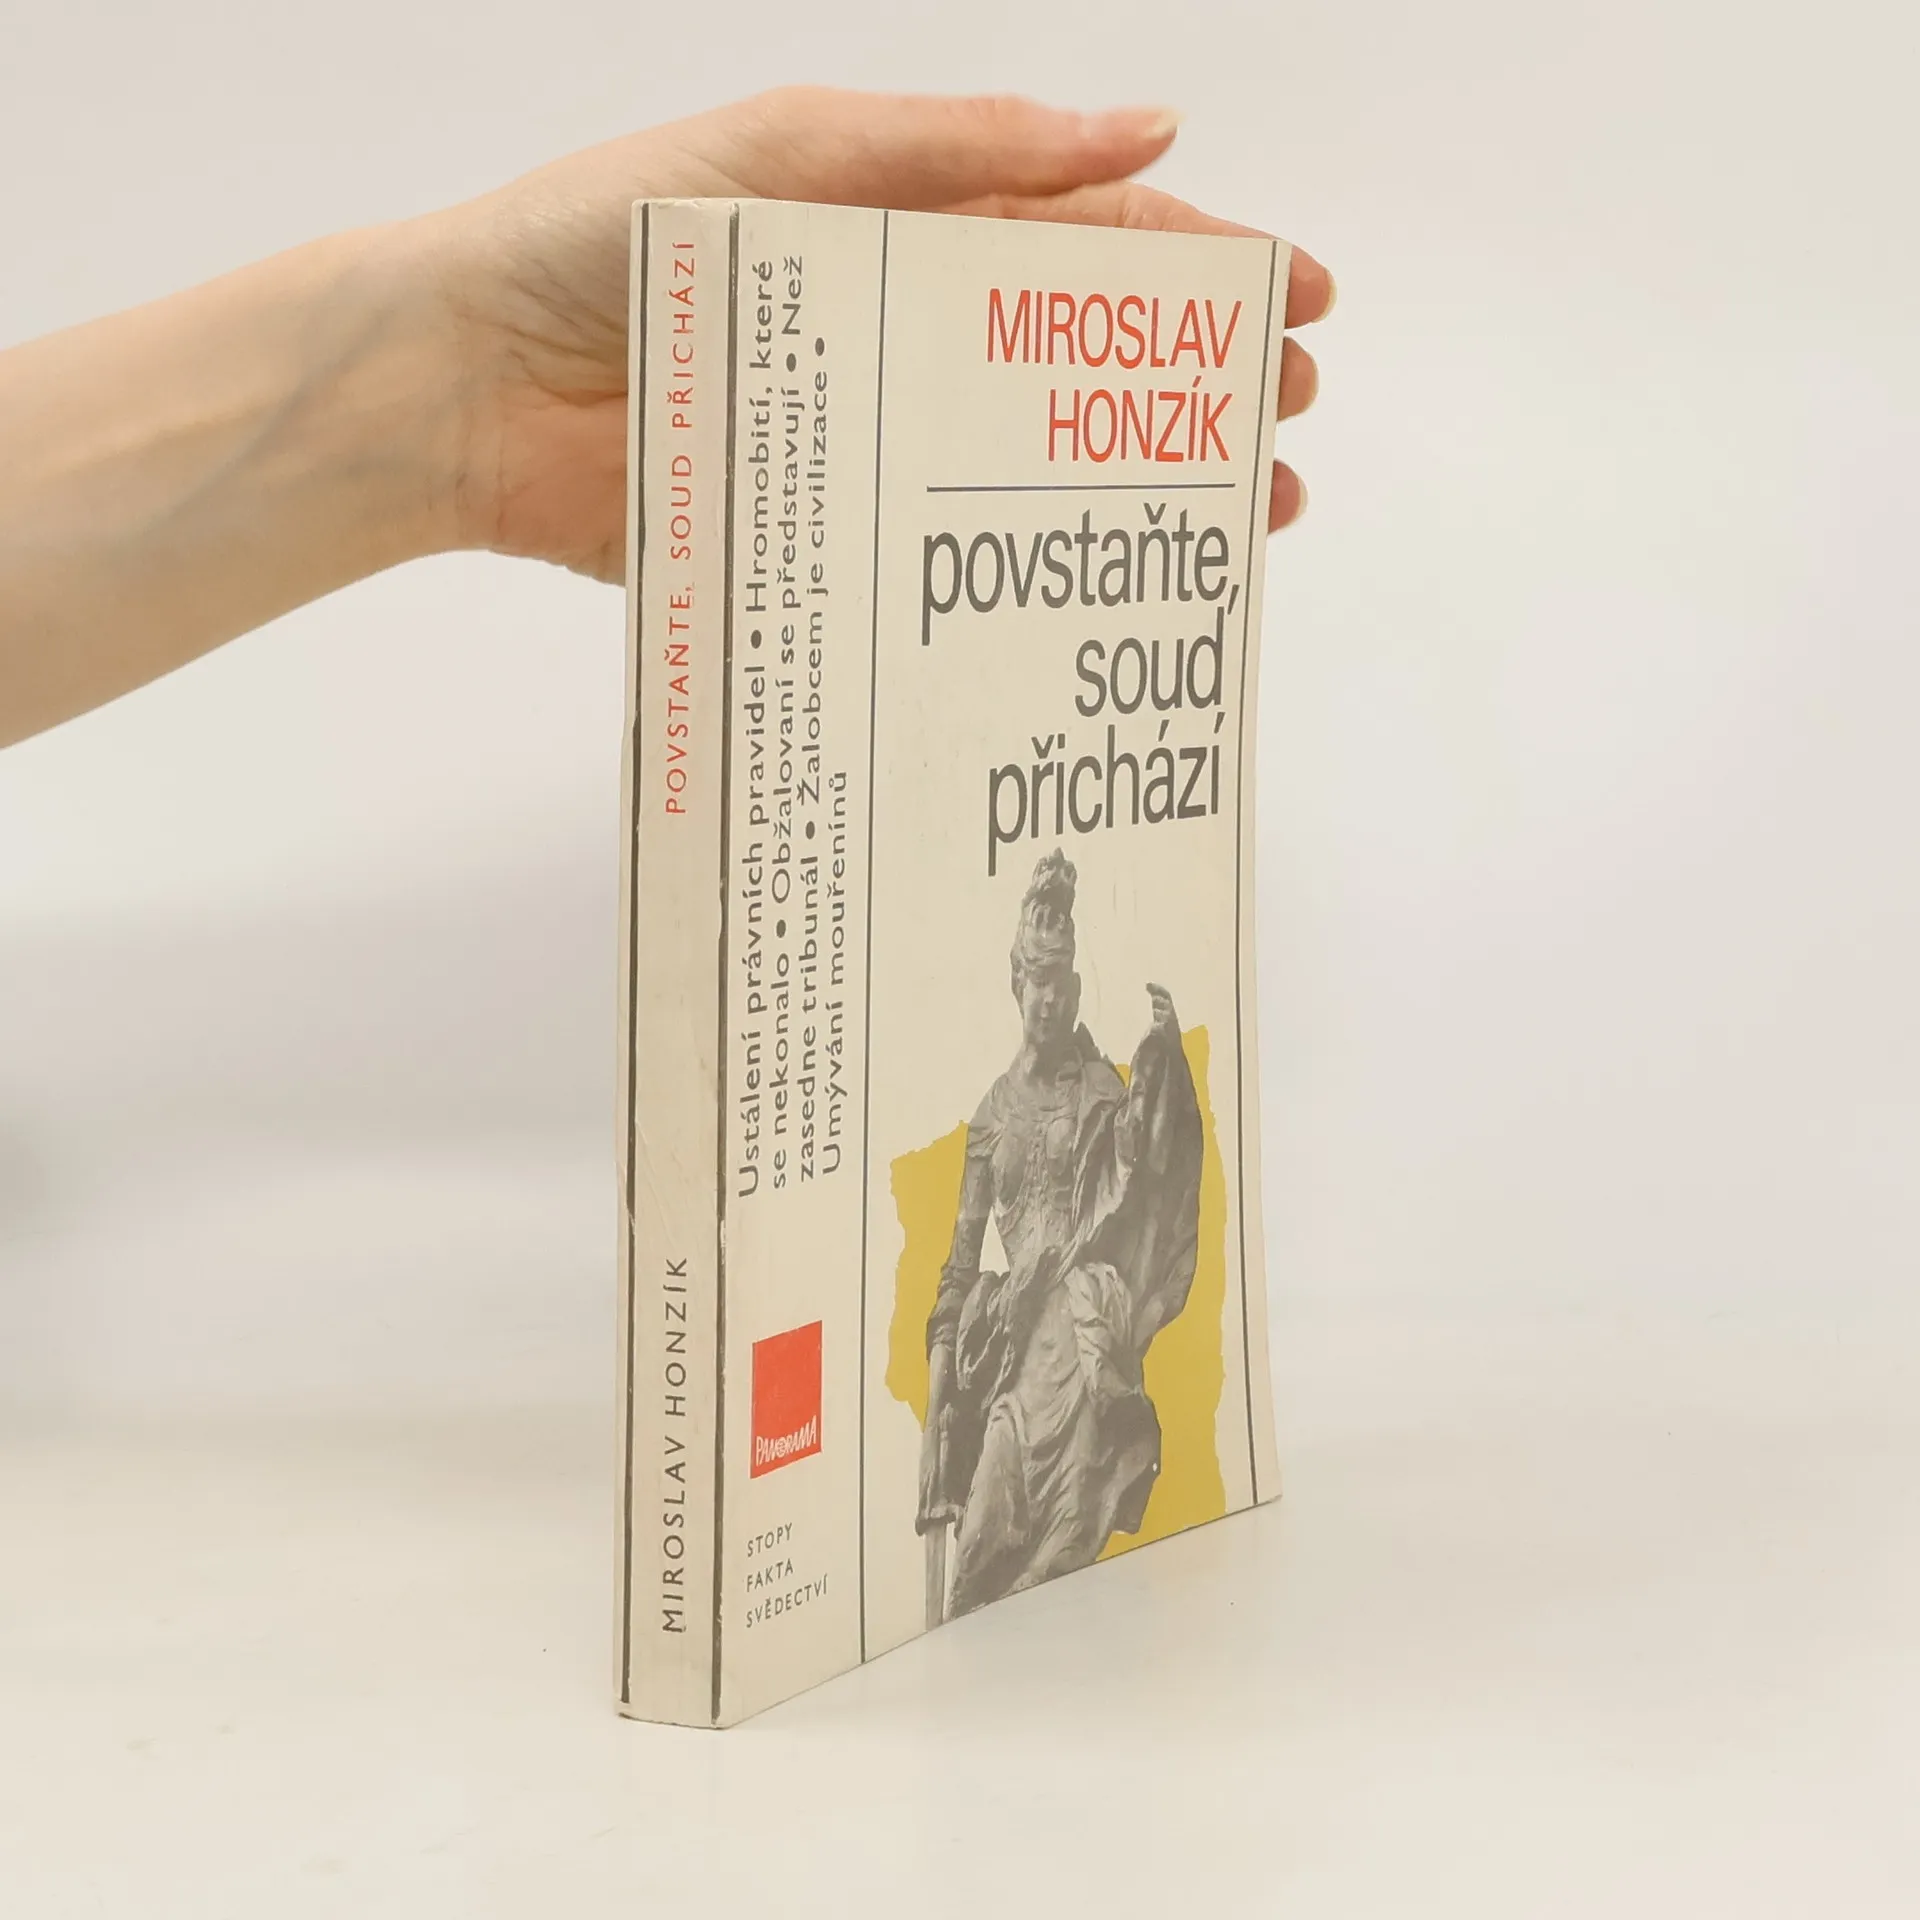 POVSTAŇTE, SOUD PŘICHÁZÍ
MIROSLAV HONZÍK
Ustálení právních pravidel • Hromobití, které
se nekonalo • Obžalovaní se představují • Než
zasedne tribunál • Žalobcem je civilizace •
Umývání mouřenínů
PANORAMA
STOPY
FAKTA
SVĚDECTVÍ
MIROSLAV
HONZÍK
povstaňte,
soud
přichází